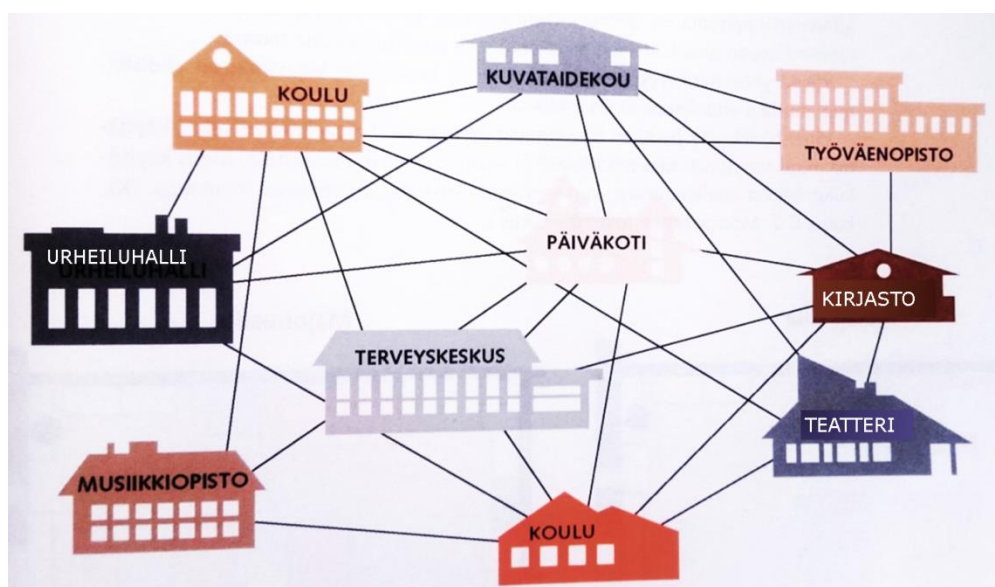 KUVATAIDEKOU
KOULU
TYÖVÄENOPISTO
PÄIVÄKOTI
URHEILUHALLI
URHEILUHALLI
KIRJASTO
TERVEYSKESKUS
TEATTERI
MUSIIKKIOPISTO
KOULU